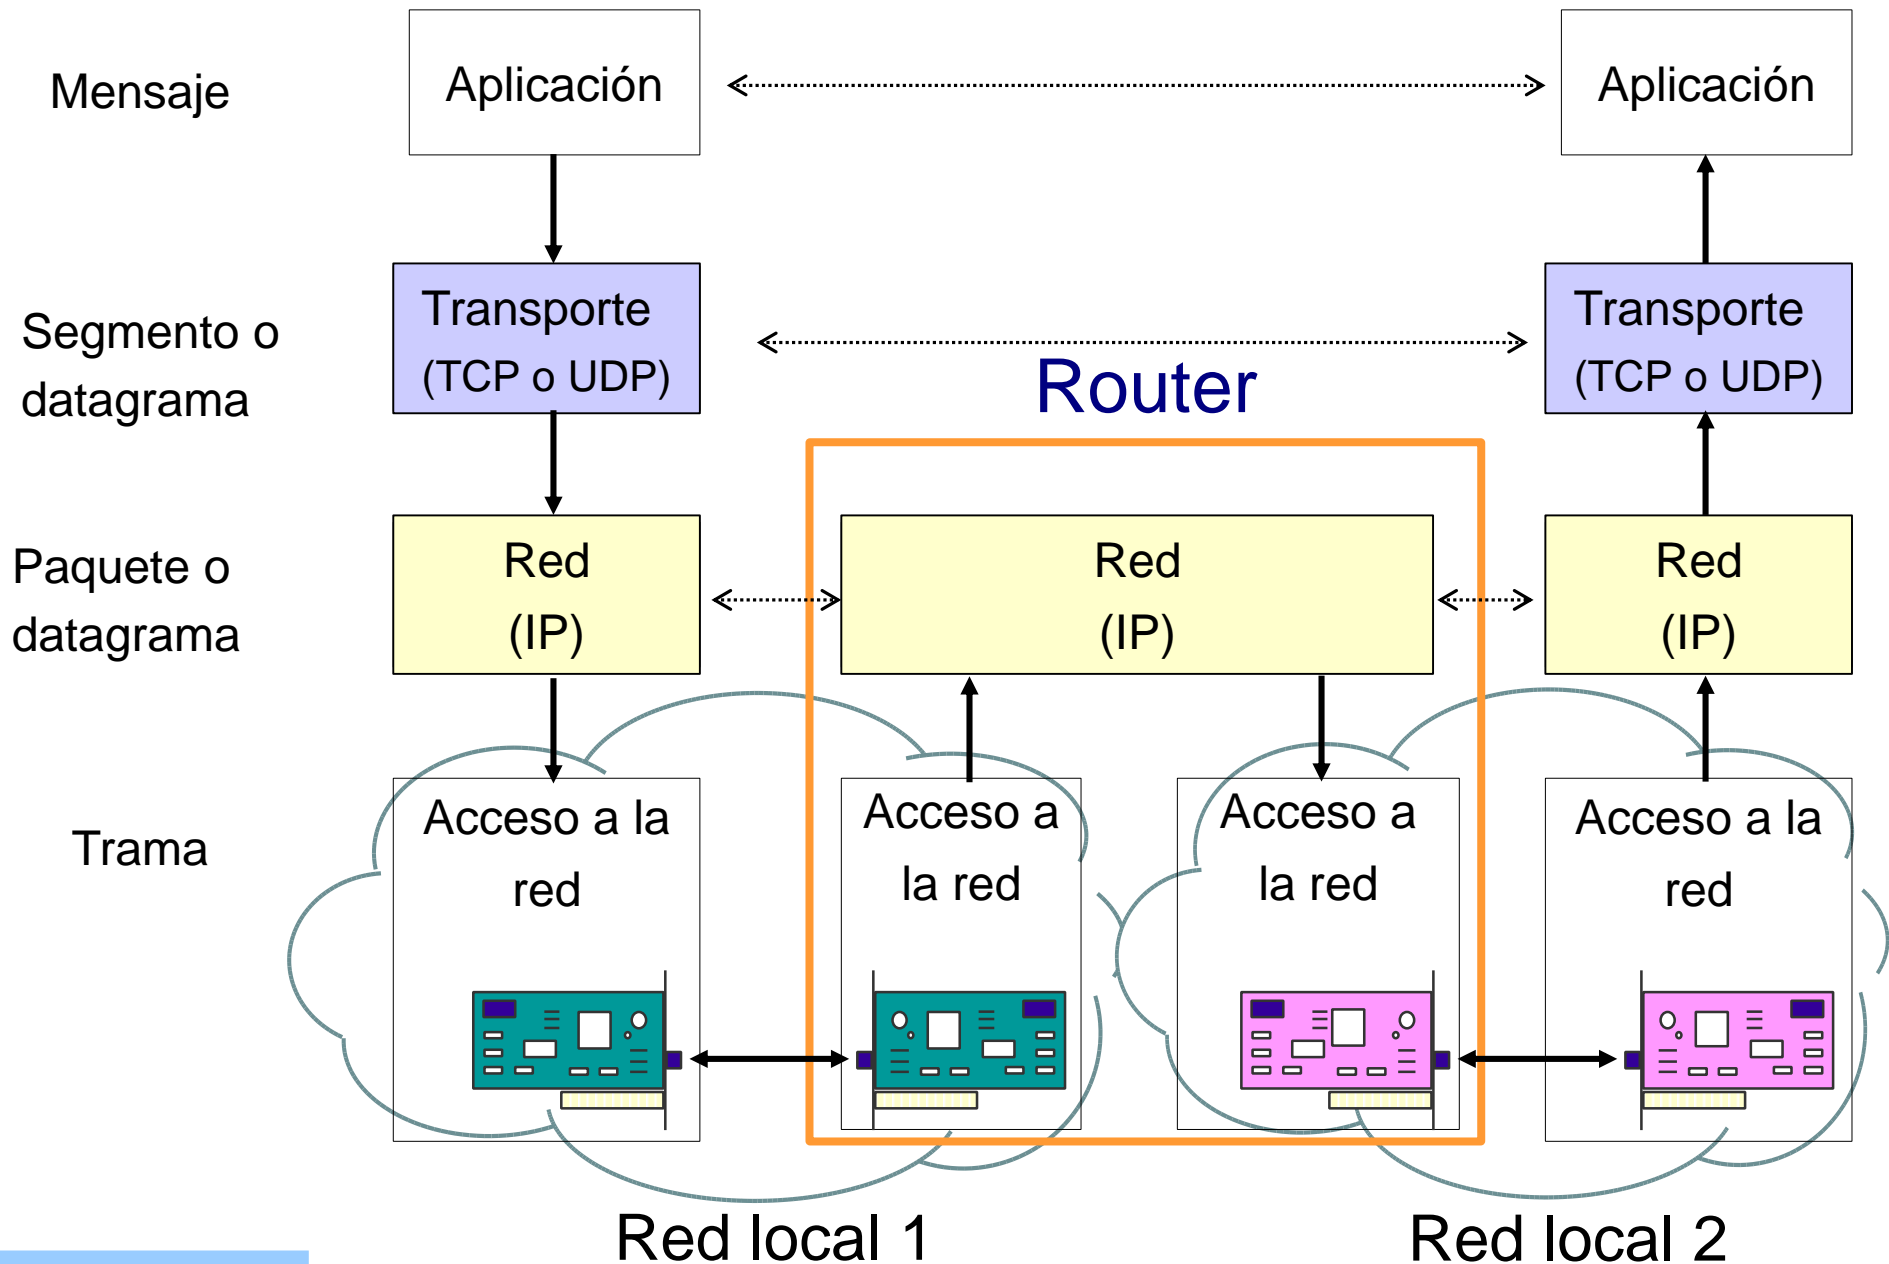 Mensaje
Aplicación
Aplicación
Segmento o
datagrama
Transporte
(TCP o UDP)
Router
Transporte
(TCP o UDP)
Paquete o
datagrama
Red
(IP)
Red
(IP)
Red
(IP)
Trama
Acceso a la
red
Acceso a
la red
Acceso a
la red
Acceso a la
red
Red local 1
Red local 2